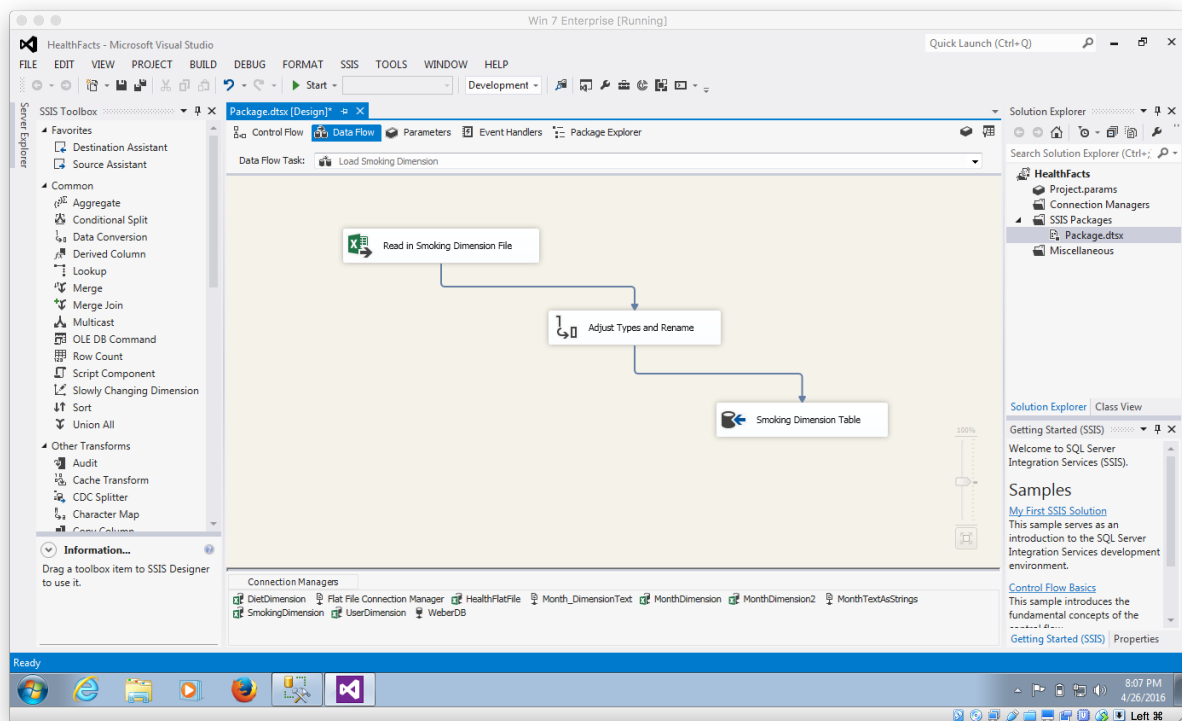 Win 7 Enterprise [Running]
HealthFacts - Microsoft Visual Studio
Quick Launch (Ctrl+Q)
FILE EDIT VIEW PROJECT BUILD DEBUG FORMAT SSIS TOOLS WINDOW HELP
Start
Development
Server Explorer
SSIS Toolbox
Favorites
Destination Assistant
Source Assistant
Common
Aggregate
Conditional Split
Data Conversion
Derived Column
Lookup
Merge
Merge Join
Multicast
OLE DB Command
Row Count
Script Component
Slowly Changing Dimension
Sort
Union All
Other Transforms
Audit
Cache Transform
CDC Splitter
Character Map
Copy Column
Information...
Drag a toolbox item to SSIS Designer
to use it.
Package.dtsx [Design]*
Control Flow Data Flow Parameters Event Handlers Package Explorer
Data Flow Task: Load Smoking Dimension
Read in Smoking Dimension File
Adjust Types and Rename
Smoking Dimension Table
100%
Connection Managers
DietDimension Flat File Connection Manager HealthFlatFile Month_DimensionText MonthDimension MonthDimension2 MonthTextAsStrings
SmokingDimension UserDimension WeberDB
Solution Explorer
Search Solution Explorer (Ctrl+;
HealthFacts
Project.params
Connection Managers
SSIS Packages
Package.dtsx
Miscellaneous
Solution Explorer Class View
Getting Started (SSIS)
Welcome to SQL Server
Integration Services (SSIS).
Samples
My First SSIS Solution
This sample serves as an
introduction to the SQL Server
Integration Services development
environment.
Control Flow Basics
This sample introduces the
fundamental concepts of the
control flow
Getting Started (SSIS) Properties
Ready
8:07 PM
4/26/2016
Left ⌘